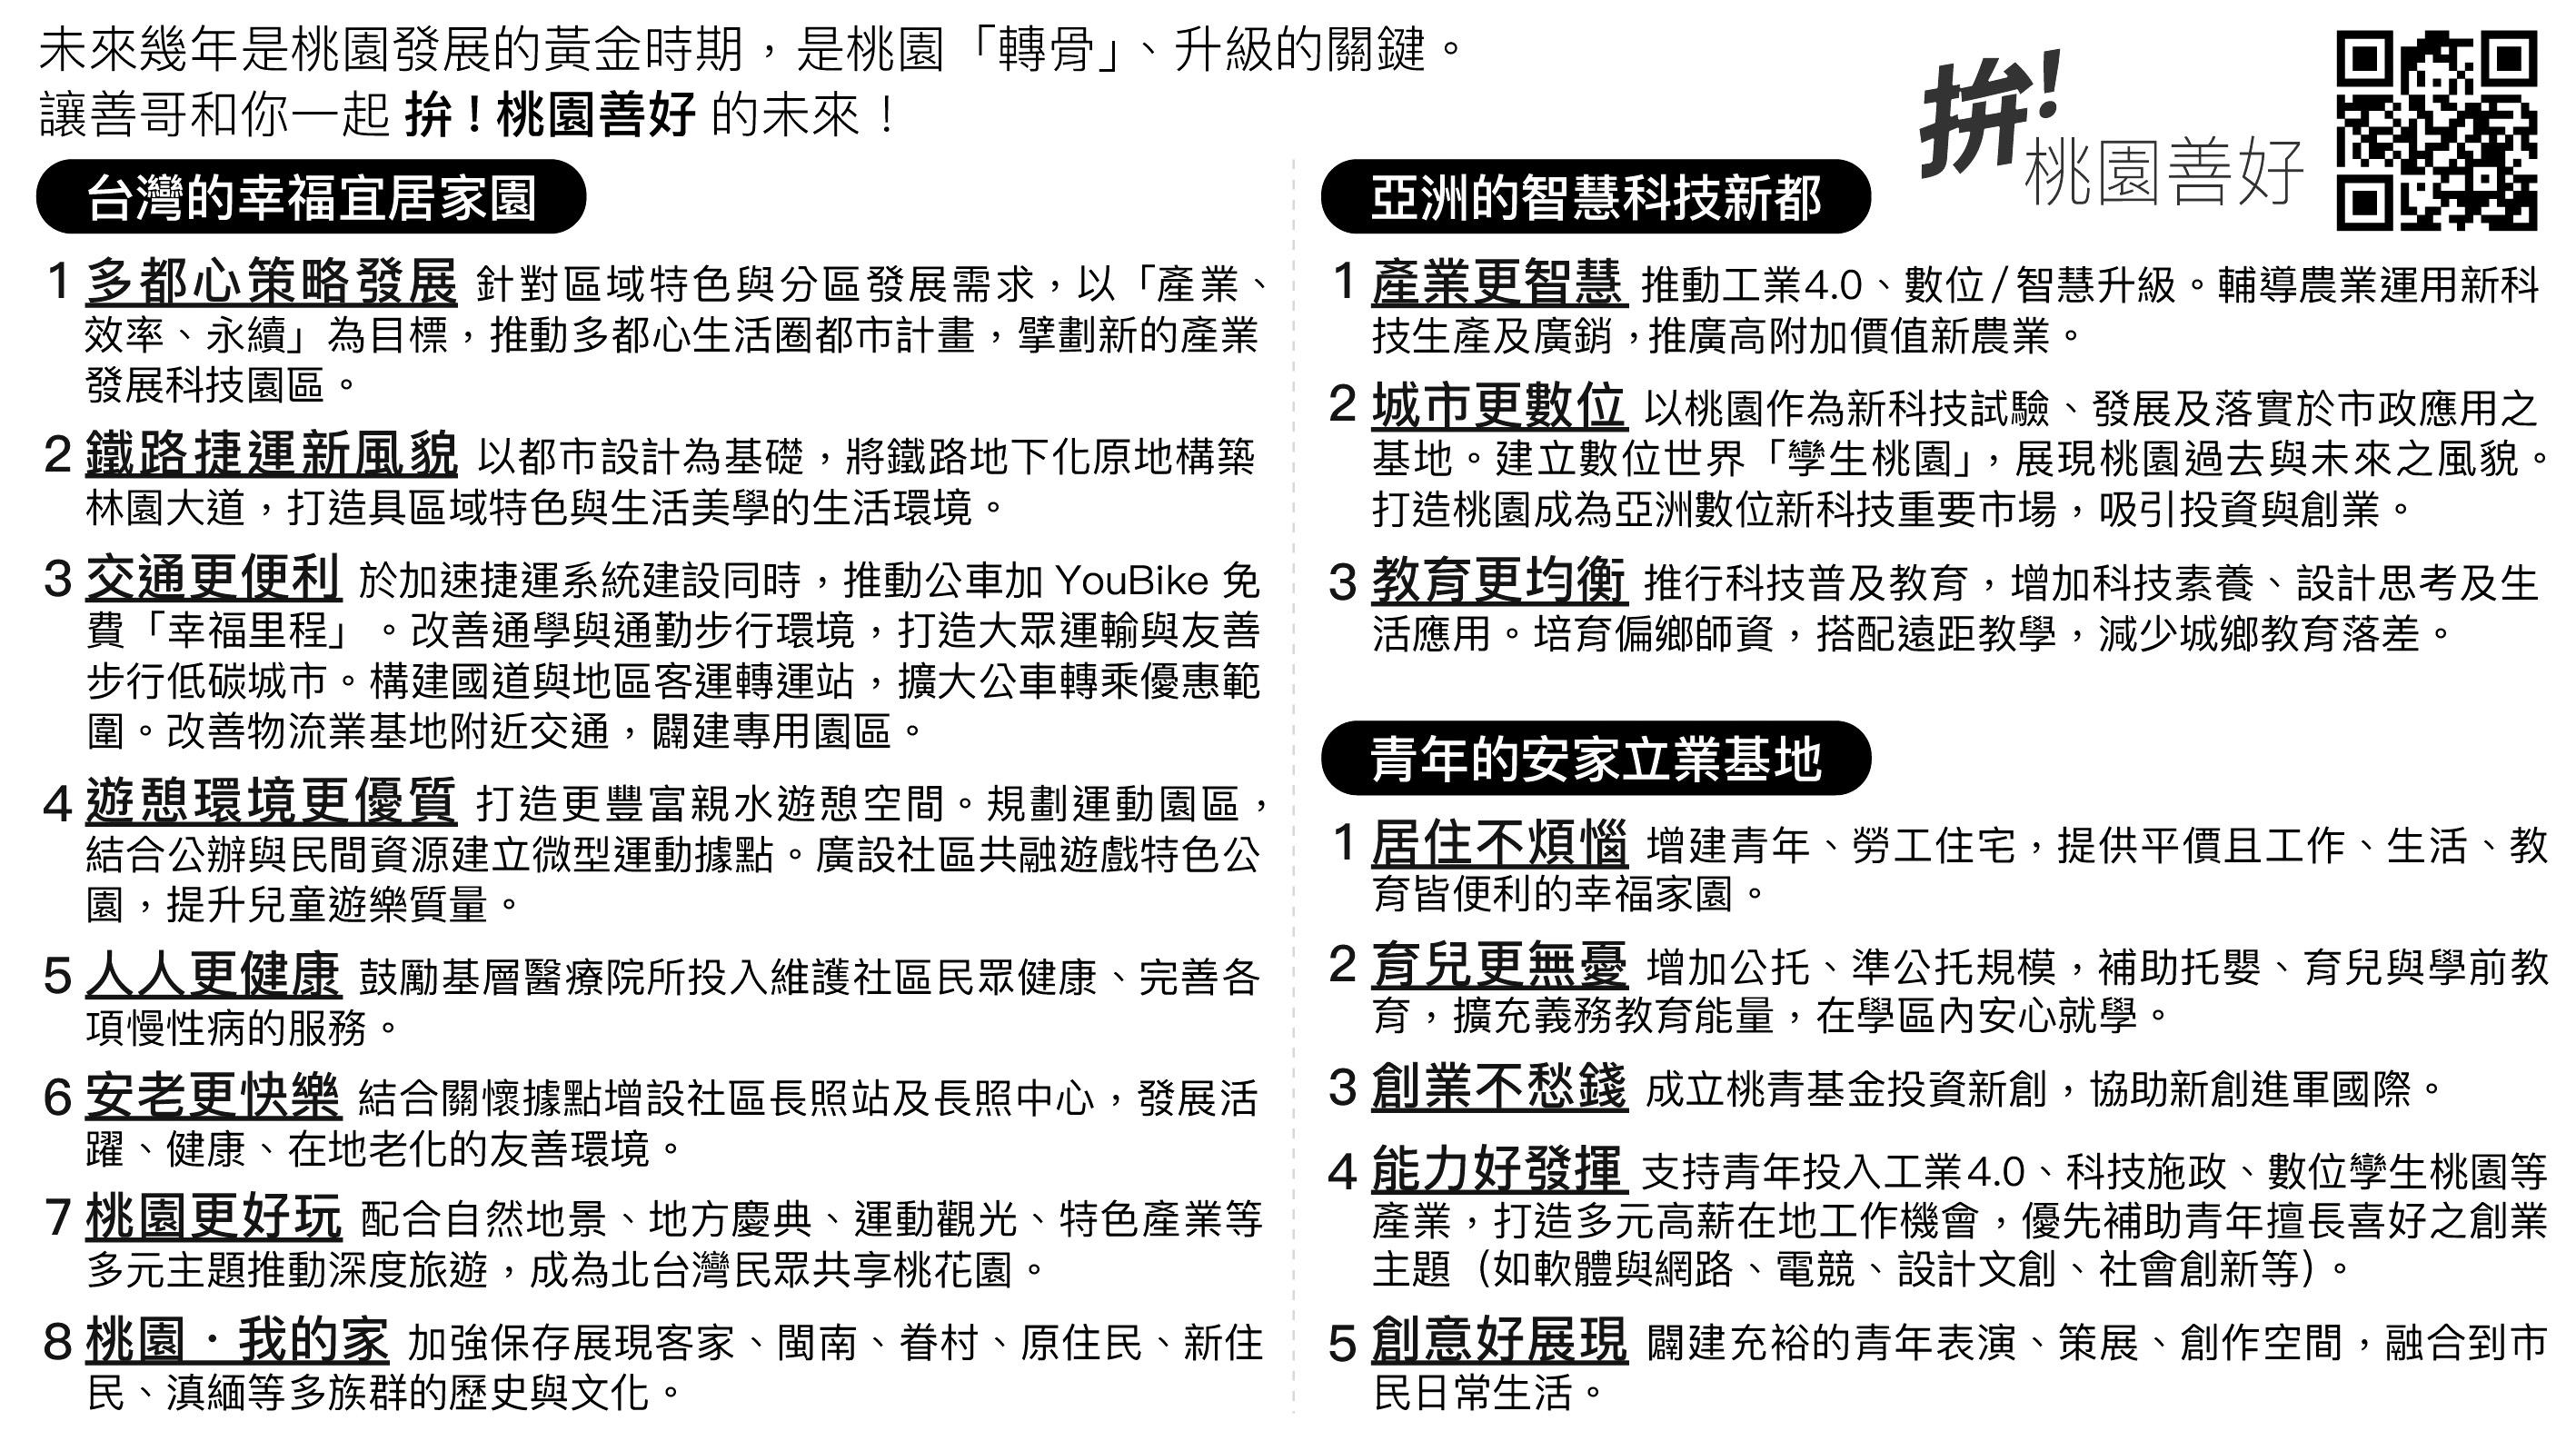 未來幾年是桃園發展的黃金時期，是桃園「轉骨」、升級的關鍵。
讓善哥和你一起 拚！桃園善好 的未來！
拚！
桃園善好
台灣的幸福宜居家園
1 多都心策略發展 針對區域特色與分區發展需求，以「產業、
效率、永續」為目標，推動多都心生活圈都市計畫，擘劃新的產業
發展科技園區。
2 鐵路捷運新風貌 以都市設計為基礎，將鐵路地下化原地構築
林園大道，打造具區域特色與生活美學的生活環境。
3 交通更便利 於加速捷運系統建設同時，推動公車加 YouBike 免
費「幸福里程」。改善通學與通勤步行環境，打造大眾運輸與友善
步行低碳城市。構建國道與地區客運轉運站，擴大公車轉乘優惠範
圍。改善物流業基地附近交通，闢建專用園區。
4 遊憩環境更優質 打造更豐富親水遊憩空間。規劃運動園區，
結合公辦與民間資源建立微型運動據點。廣設社區共融遊戲特色公
園，提升兒童遊樂質量。
5 人人更健康 鼓勵基層醫療院所投入維護社區民眾健康、完善各
項慢性病的服務。
6 安老更快樂 結合關懷據點增設社區長照站及長照中心，發展活
躍、健康、在地老化的友善環境。
7 桃園更好玩 配合自然地景、地方慶典、運動觀光、特色產業等
多元主題推動深度旅遊，成為北台灣民眾共享桃花園。
8 桃園．我的家 加強保存展現客家、閩南、眷村、原住民、新住
民、滇緬等多族群的歷史與文化。
亞洲的智慧科技新都
1 產業更智慧 推動工業4.0、數位/智慧升級。輔導農業運用新科
技生產及廣銷，推廣高附加價值新農業。
2 城市更數位 以桃園作為新科技試驗、發展及落實於市政應用之
基地。建立數位世界「孿生桃園」，展現桃園過去與未來之風貌。
打造桃園成為亞洲數位新科技重要市場，吸引投資與創業。
3 教育更均衡 推行科技普及教育，增加科技素養、設計思考及生
活應用。培育偏鄉師資，搭配遠距教學，減少城鄉教育落差。
青年的安家立業基地
1 居住不煩惱 增建青年、勞工住宅，提供平價且工作、生活、教
育皆便利的幸福家園。
2 育兒更無憂 增加公托、準公托規模，補助托嬰、育兒與學前教
育，擴充義務教育能量，在學區內安心就學。
3 創業不愁錢 成立桃青基金投資新創，協助新創進軍國際。
4 能力好發揮 支持青年投入工業4.0、科技施政、數位孿生桃園等
產業，打造多元高薪在地工作機會，優先補助青年擅長喜好之創業
主題（如軟體與網路、電競、設計文創、社會創新等）。
5 創意好展現 闢建充裕的青年表演、策展、創作空間，融合到市
民日常生活。